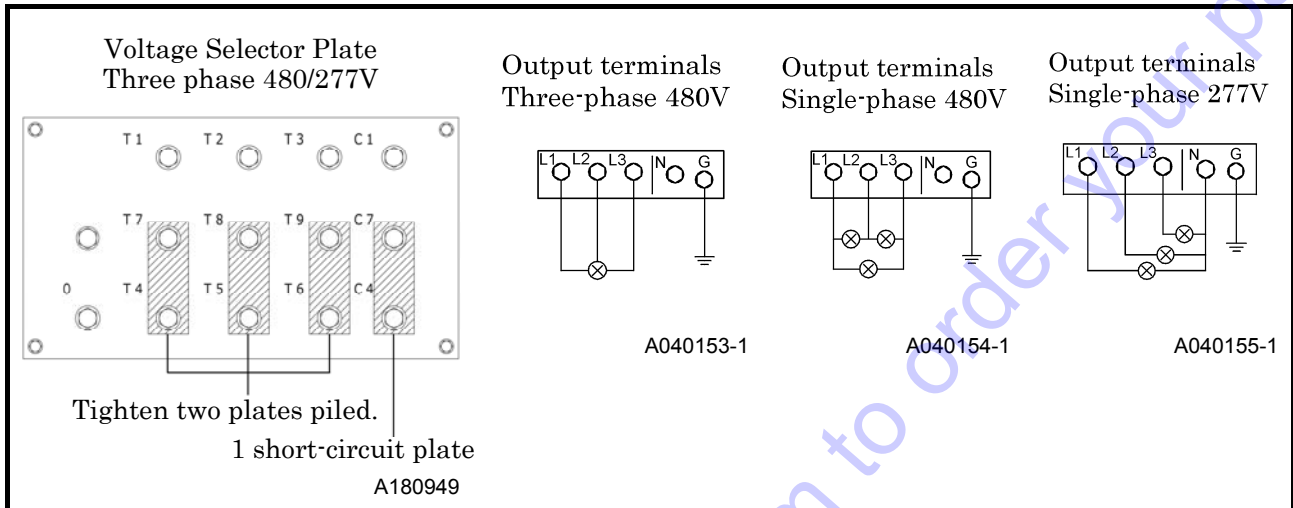 Voltage Selector Plate
Three phase 480/277V
T1 T2 T3 C1
T7 T8 T9 C7
0 T4 T5 T6 C4
Tighten two plates piled.
1 short-circuit plate
A180949
Output terminals
Three-phase 480V
L1 L2 L3 N G
A040153-1
Output terminals
Single-phase 480V
L1 L2 L3 N G
A040154-1
Output terminals
Single-phase 277V
L1 L2 L3 N G
A040155-1
to order your